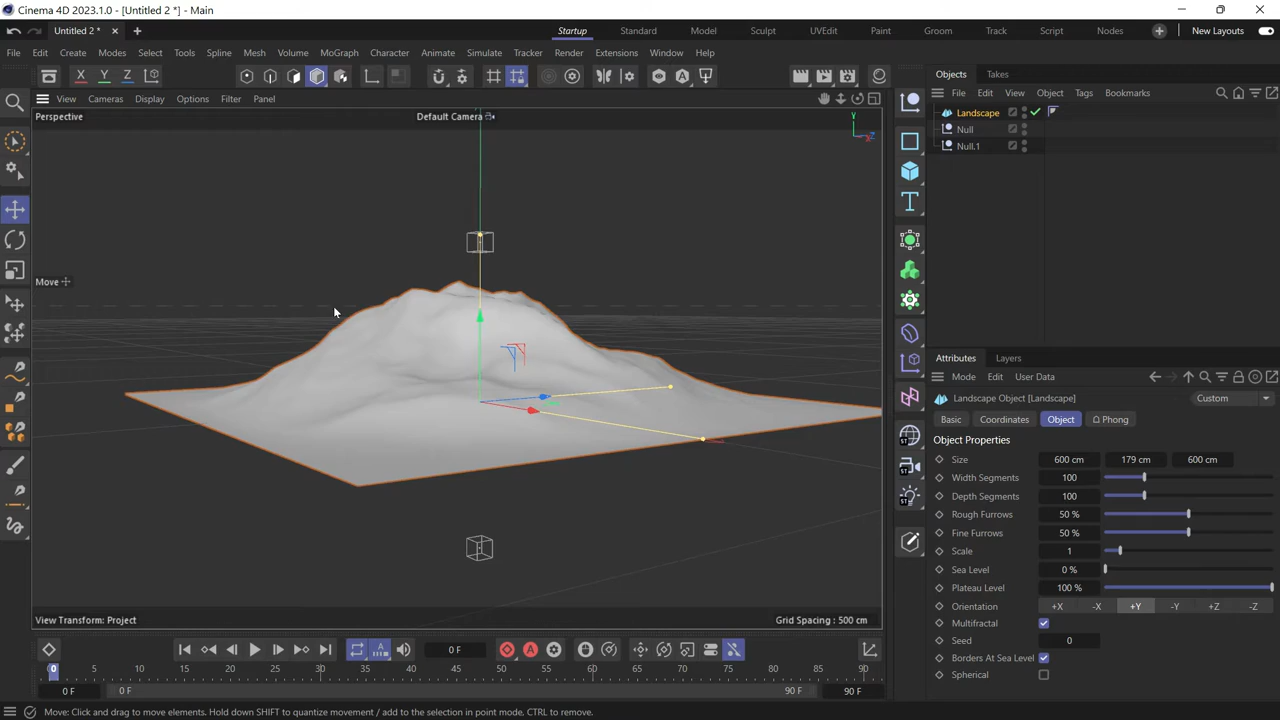 Cinema 4D 2023.1.0 - [Untitled 2 *] - Main
Untitled 2 *
Startup Standard Model Sculpt UVEdit Paint Groom Track Script Nodes New Layouts
File Edit Create Modes Select Tools Spline Mesh Volume MoGraph Character Animate Simulate Tracker Render Extensions Window Help
X Y Z
Objects Takes
View Cameras Display Options Filter Panel
File Edit View Object Tags Bookmarks
Perspective
Default Camera
Y
X Z
Landscape
Null
Null.1
Move
Attributes Layers
Mode Edit User Data
Landscape Object [Landscape]
Custom
Basic Coordinates Object Phong
Object Properties
Size 600 cm 179 cm 600 cm
Width Segments 100
Depth Segments 100
Rough Furrows 50 %
Fine Furrows 50 %
Scale 1
Sea Level 0 %
Plateau Level 100 %
Orientation +X -X +Y -Y +Z -Z
Multifractal
Seed 0
Borders At Sea Level
Spherical
ST
ST
ST
View Transform: Project
Grid Spacing : 500 cm
0 F
0 5 10 15 20 25 30 35 40 45 50 55 60 65 70 75 80 85 90
0 F 0 F 90 F 90 F
Move: Click and drag to move elements. Hold down SHIFT to quantize movement / add to the selection in point mode, CTRL to remove.